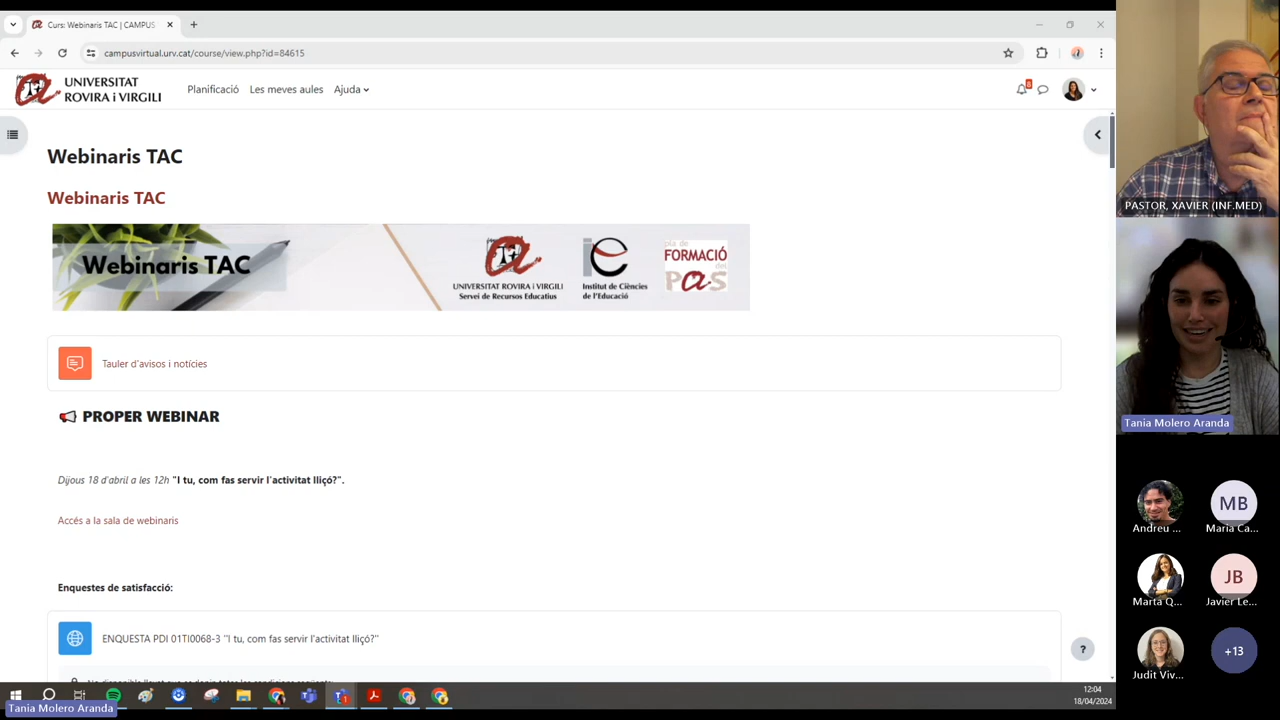 Curs: Webinaris TAC | CAMPUS
campusvirtual.urv.cat/course/view.php?id=84615
UNIVERSITAT
ROVIRA i VIRGILI
Planificació Les meves aules Ajuda
8
Webinaris TAC
Webinaris TAC
Webinaris TAC
UNIVERSITAT ROVIRA i VIRGILI
Servei de Recursos Educatius
Institut de Ciències
de l'Educació
pla de
FORMACIÓ
del
PAS
Tauler d'avisos i notícies
PROPER WEBINAR
Dijous 18 d'abril a les 12h "I tu, com fas servir l'activitat lliçó?".
Accés a la sala de webinaris
Enquestes de satisfacció:
ENQUESTA PDI 01TI0068-3 "I tu, com fas servir l'activitat lliçó?"
?
12:04
18/04/2024
Tania Molero Aranda
PASTOR, XAVIER (INF.MED)
Tania Molero Aranda
Andreu ...
MB
Maria Ca...
Marta Q...
JB
Javier Le...
Judit Viv...
+13